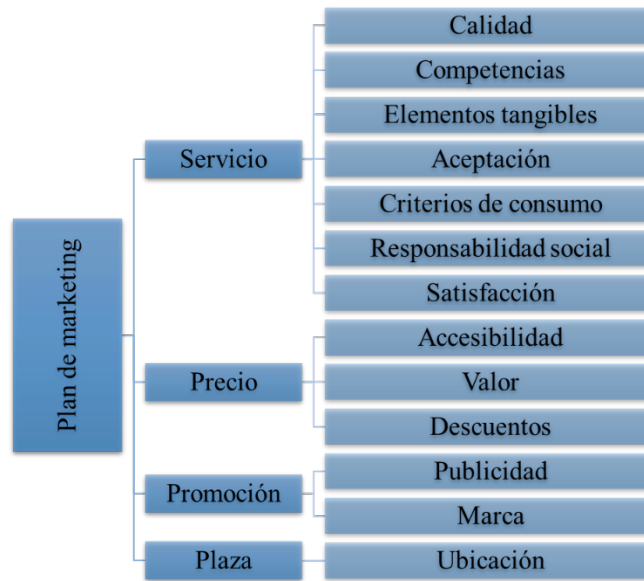 Plan de marketing
Servicio
Calidad
Competencias
Elementos tangibles
Aceptación
Criterios de consumo
Responsabilidad social
Satisfacción
Precio
Accesibilidad
Valor
Descuentos
Promoción
Publicidad
Marca
Plaza
Ubicación